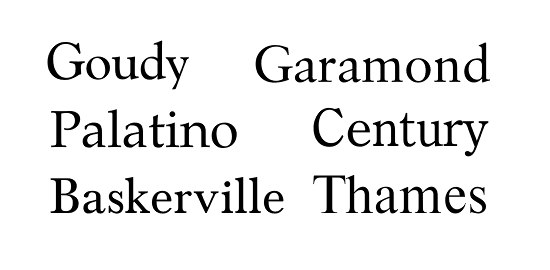 Goudy Garamond
Palatino Century
Baskerville Thames